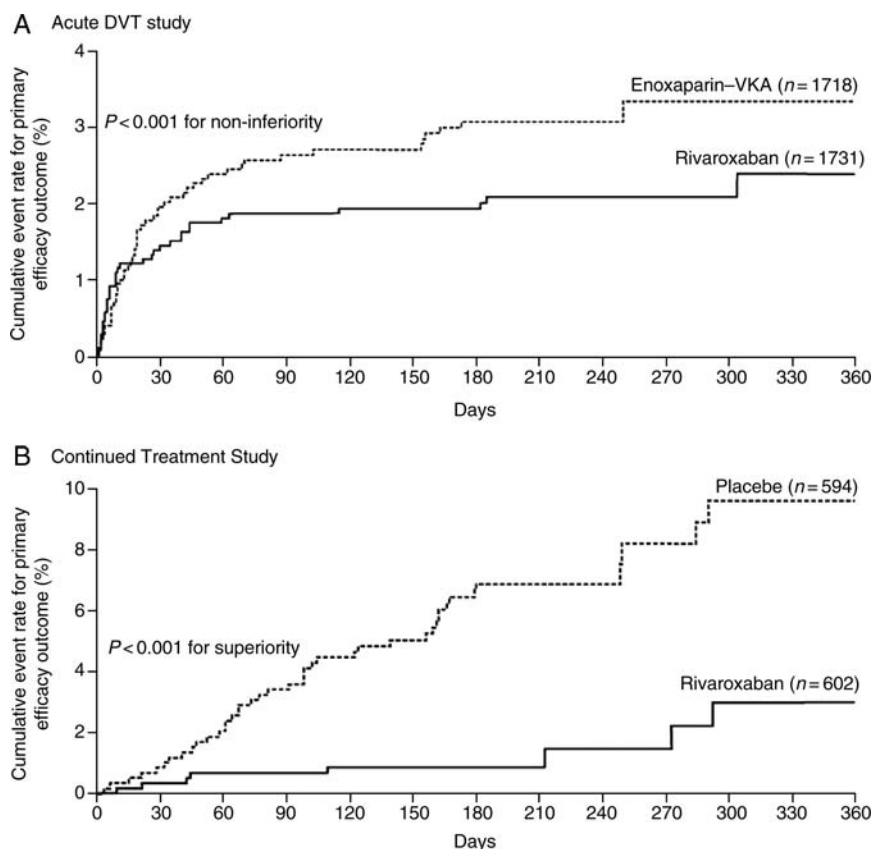 A Acute DVT study
Cumulative event rate for primary
efficacy outcome (%)
4
3
2
1
0
P < 0.001 for non-inferiority
Enoxaparin–VKA (n = 1718)
Rivaroxaban (n = 1731)
0 30 60 90 120 150 180 210 240 270 300 330 360
Days
B Continued Treatment Study
Cumulative event rate for primary
efficacy outcome (%)
10
8
6
4
2
0
P < 0.001 for superiority
Placebe (n = 594)
Rivaroxaban (n = 602)
0 30 60 90 120 150 180 210 240 270 300 330 360
Days